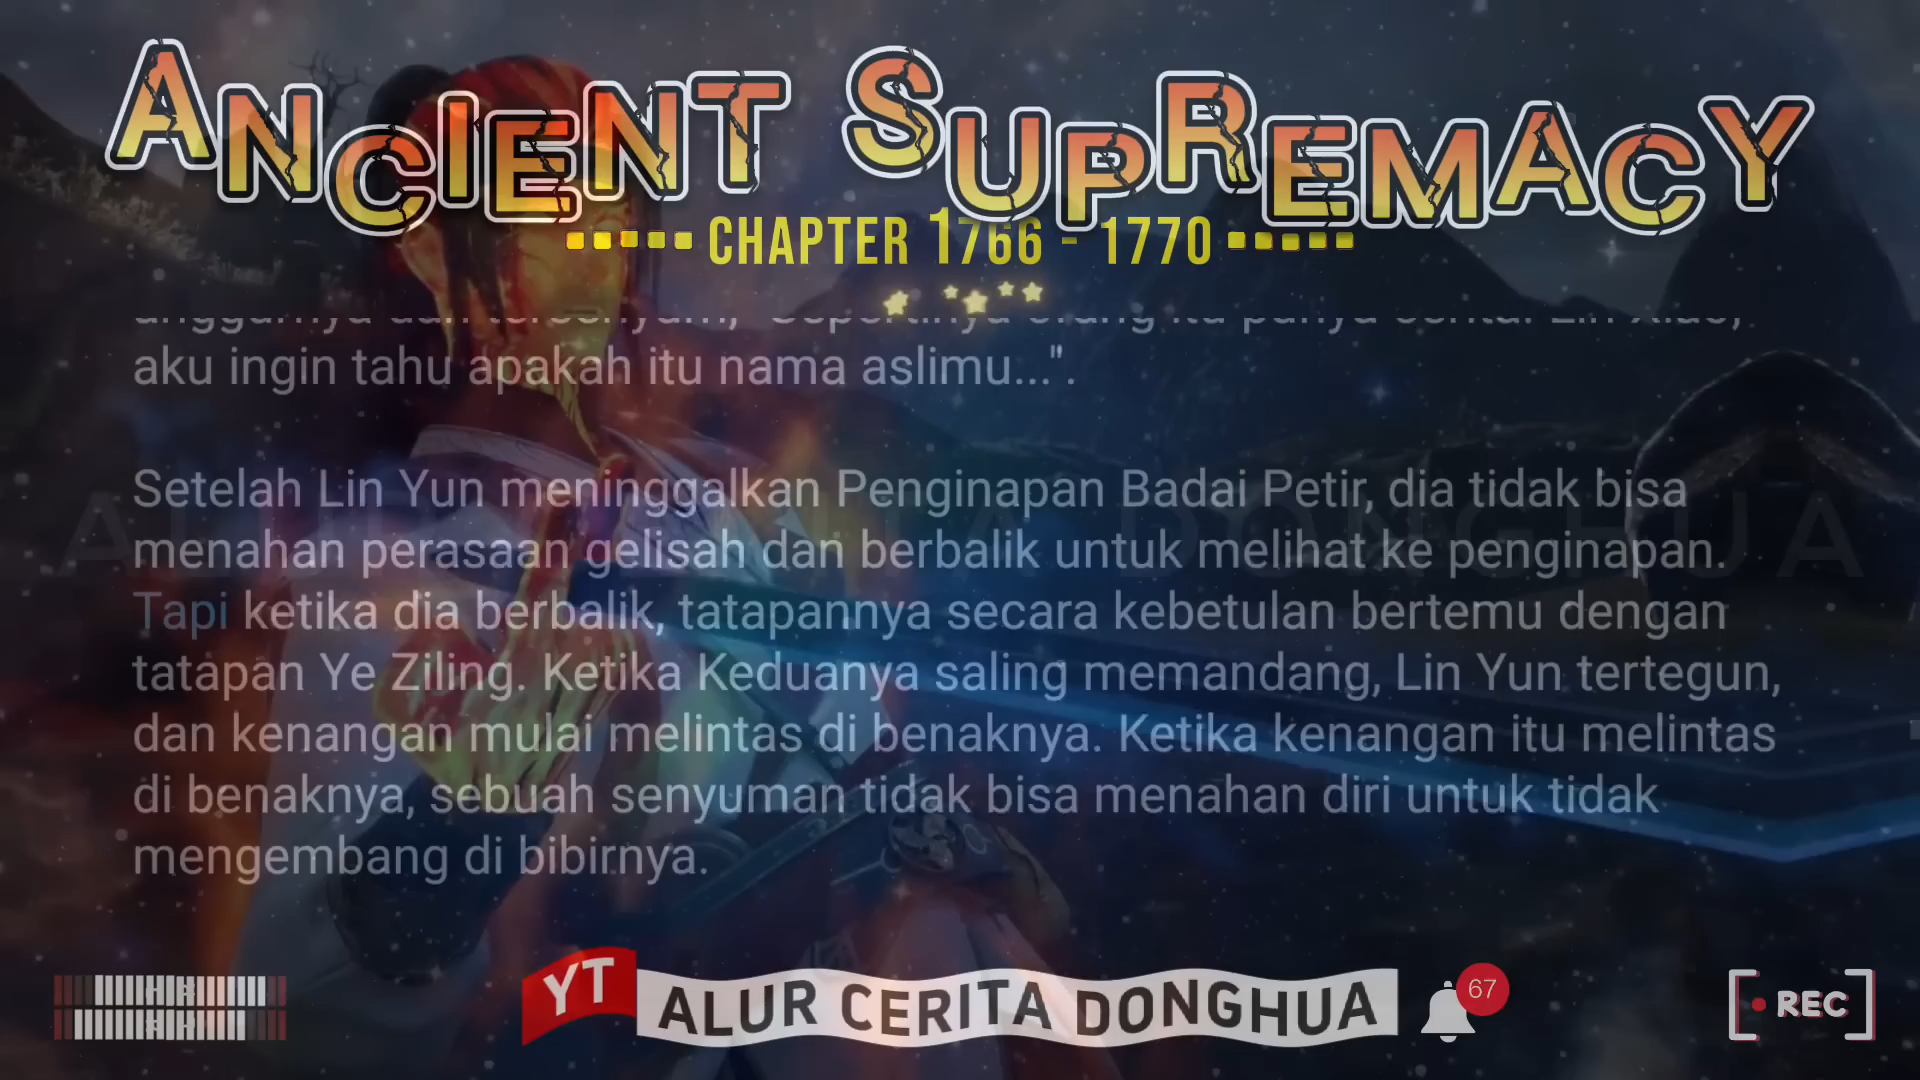 ANCIENT SUPREMACY
CHAPTER 1766 - 1770
aku ingin tahu apakah itu nama aslimu...".
Setelah Lin Yun meninggalkan Penginapan Badai Petir, dia tidak bisa
menahan perasaan gelisah dan berbalik untuk melihat ke penginapan.
Tapi ketika dia berbalik, tatapannya secara kebetulan bertemu dengan
tatapan Ye Ziling. Ketika Keduanya saling memandang, Lin Yun tertegun,
dan kenangan mulai melintas di benaknya. Ketika kenangan itu melintas
di benaknya, sebuah senyuman tidak bisa menahan diri untuk tidak
mengembang di bibirnya.
YT ALUR CERITA DONGHUA
67
REC